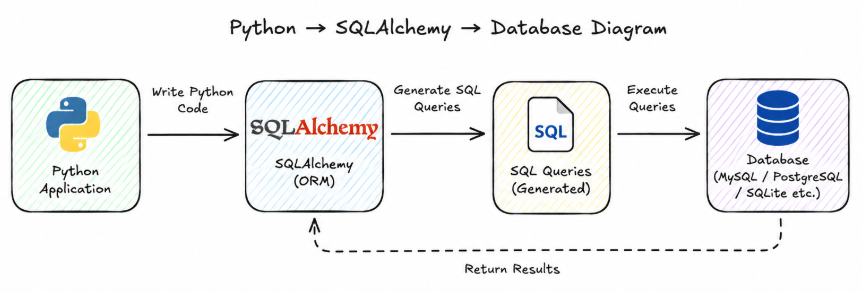 Python → SQLAlchemy → Database Diagram
Write Python
Code
Generate SQL
Queries
Execute
Queries
SQLAlchemy
SQL
Python
Application
SQLAlchemy
(ORM)
SQL Queries
(Generated)
Database
(MySQL / PostgreSQL
/ SQLite etc.)
Return Results